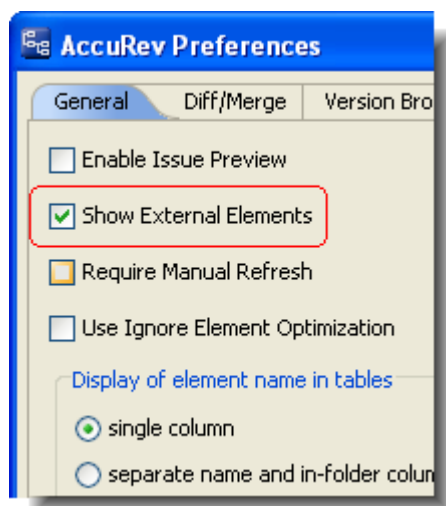 AccuRev Preferences
General Diff/Merge Version Bro
Enable Issue Preview
Show External Elements
Require Manual Refresh
Use Ignore Element Optimization
Display of element name in tables
single column
separate name and in-folder colum